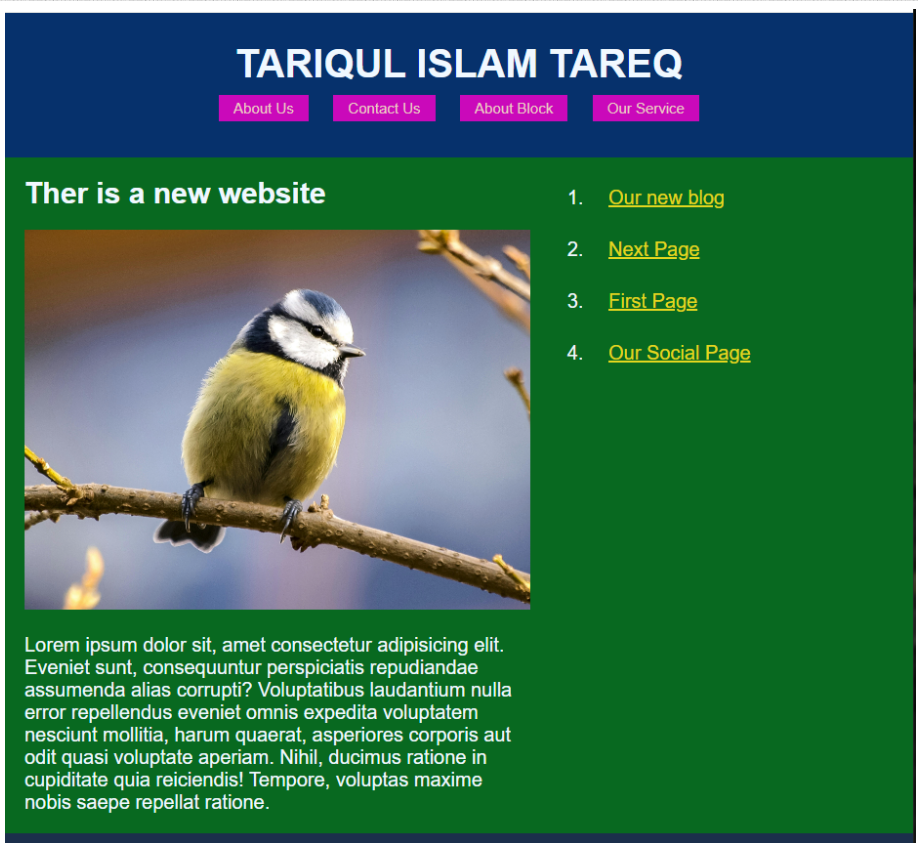 TARIQUL ISLAM TAREQ
About Us Contact Us About Block Our Service
Ther is a new website
1. Our new blog
2. Next Page
3. First Page
4. Our Social Page
Lorem ipsum dolor sit, amet consectetur adipisicing elit.
Eveniet sunt, consequuntur perspiciatis repudiandae
assumenda alias corrupti? Voluptatibus laudantium nulla
error repellendus eveniet omnis expedita voluptatem
nesciunt mollitia, harum quaerat, asperiores corporis aut
odit quasi voluptate aperiam. Nihil, ducimus ratione in
cupiditate quia reiciendis! Tempore, voluptas maxime
nobis saepe repellat ratione.